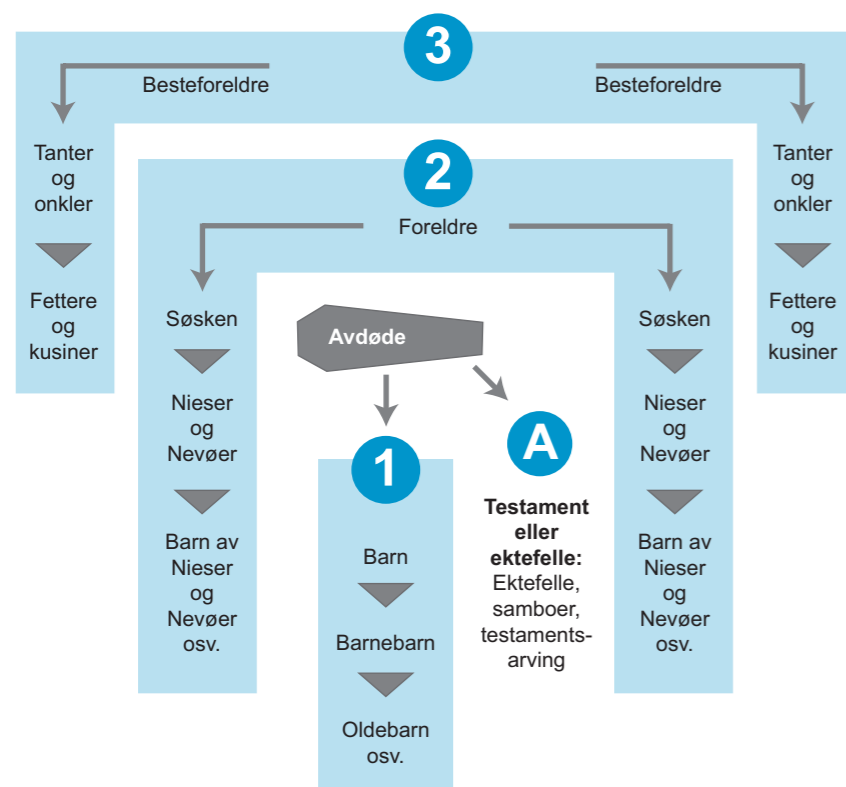 3
Besteforeldre
Besteforeldre
Tanter
og
onkler
Fettere
og
kusiner
Tanter
og
onkler
Fettere
og
kusiner
2
Foreldre
Søsken
Nieser
og
Nevøer
Barn av
Nieser
og
Nevøer
osv.
Søsken
Nieser
og
Nevøer
Barn av
Nieser
og
Nevøer
osv.
Avdøde
1
Barn
Barnebarn
Oldebarn
osv.
A
Testament
eller
ektefelle:
Ektefelle,
samboer,
testaments-
arving